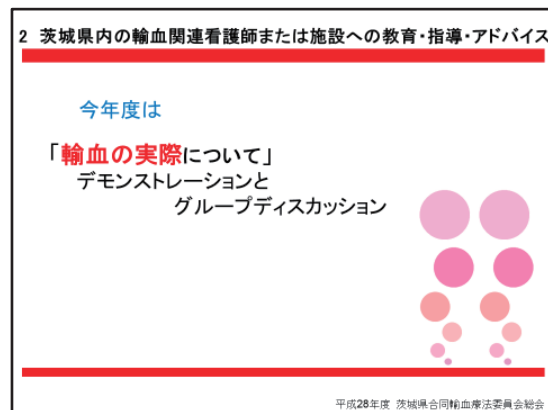 2 茨城県内の輸血関連看護師または施設への教育・指導・アドバイス
今年度は
「輸血の実際について」
デモンストレーションと
グループディスカッション
平成28年度 茨城県合同輸血療法委員会総会